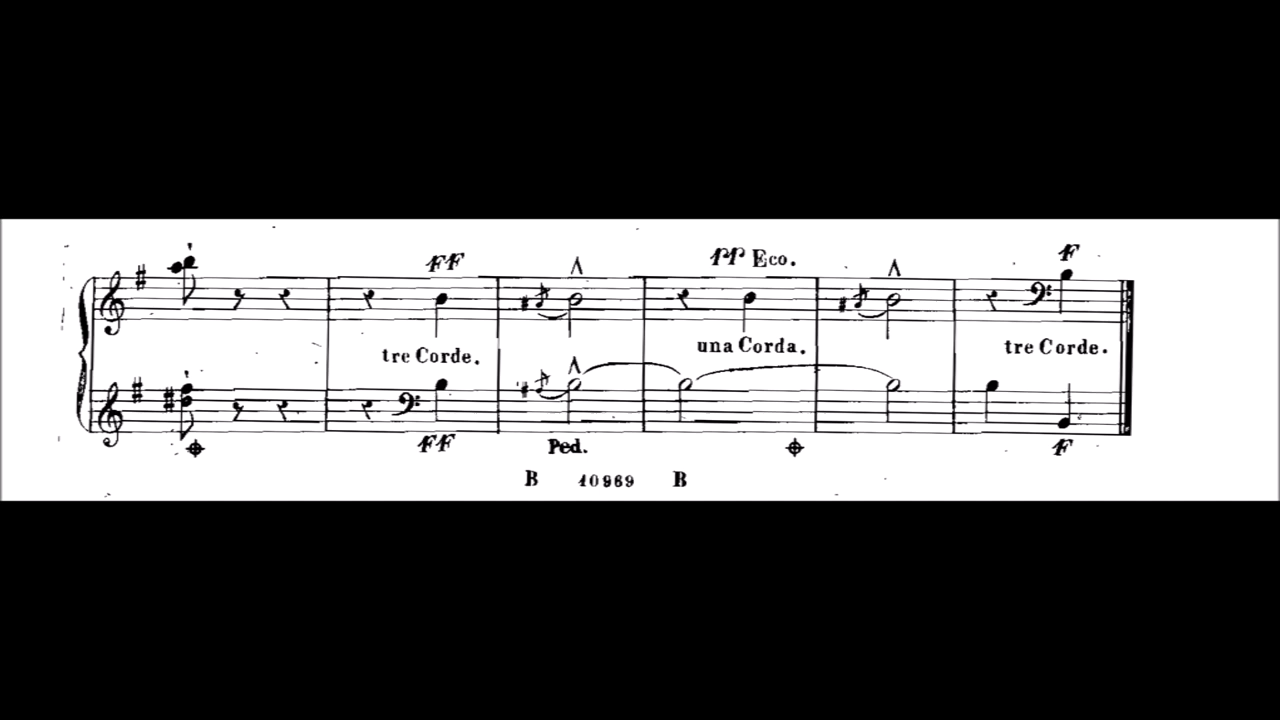 FF
PP Eco.
F
tre Corde.
una Corda.
tre Corde.
FF
Ped.
F
B 10969 B